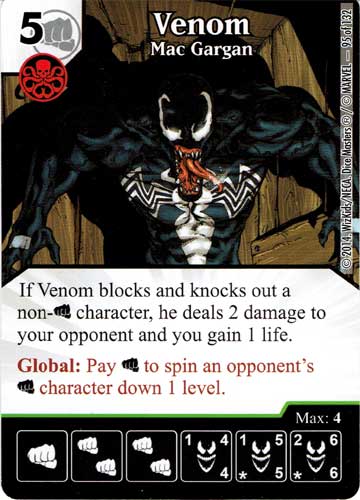 5
Venom
Mac Gargan
© 2014 WizKids/NECA. Dice Masters ®/© MARVEL — 95 of 132
If Venom blocks and knocks out a
non- character, he deals 2 damage to
your opponent and you gain 1 life.
Global: Pay to spin an opponent's
character down 1 level.
Max: 4
1 4 4
1 * 5 5
2 * 6 6